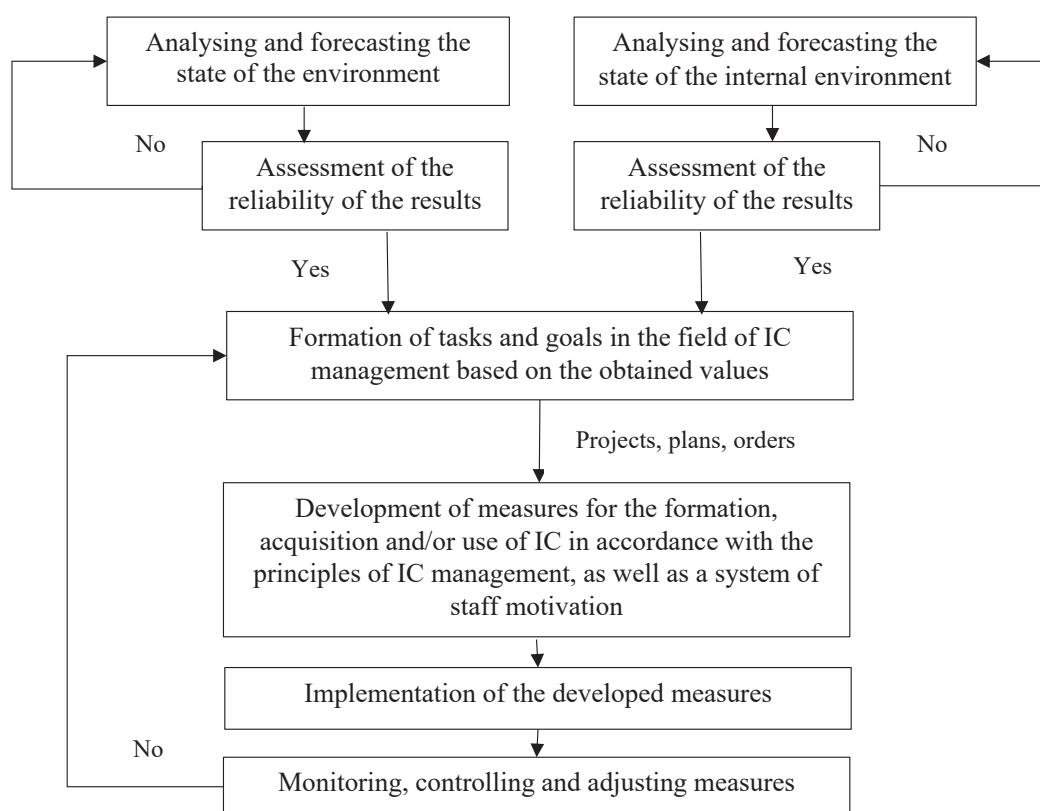 Analysing and forecasting the
state of the environment
Analysing and forecasting the
state of the internal environment
No
No
Assessment of the
reliability of the results
Assessment of the
reliability of the results
Yes
Yes
Formation of tasks and goals in the field of IC
management based on the obtained values
Projects, plans, orders
Development of measures for the formation,
acquisition and/or use of IC in accordance with the
principles of IC management, as well as a system of
staff motivation
Implementation of the developed measures
No
Monitoring, controlling and adjusting measures